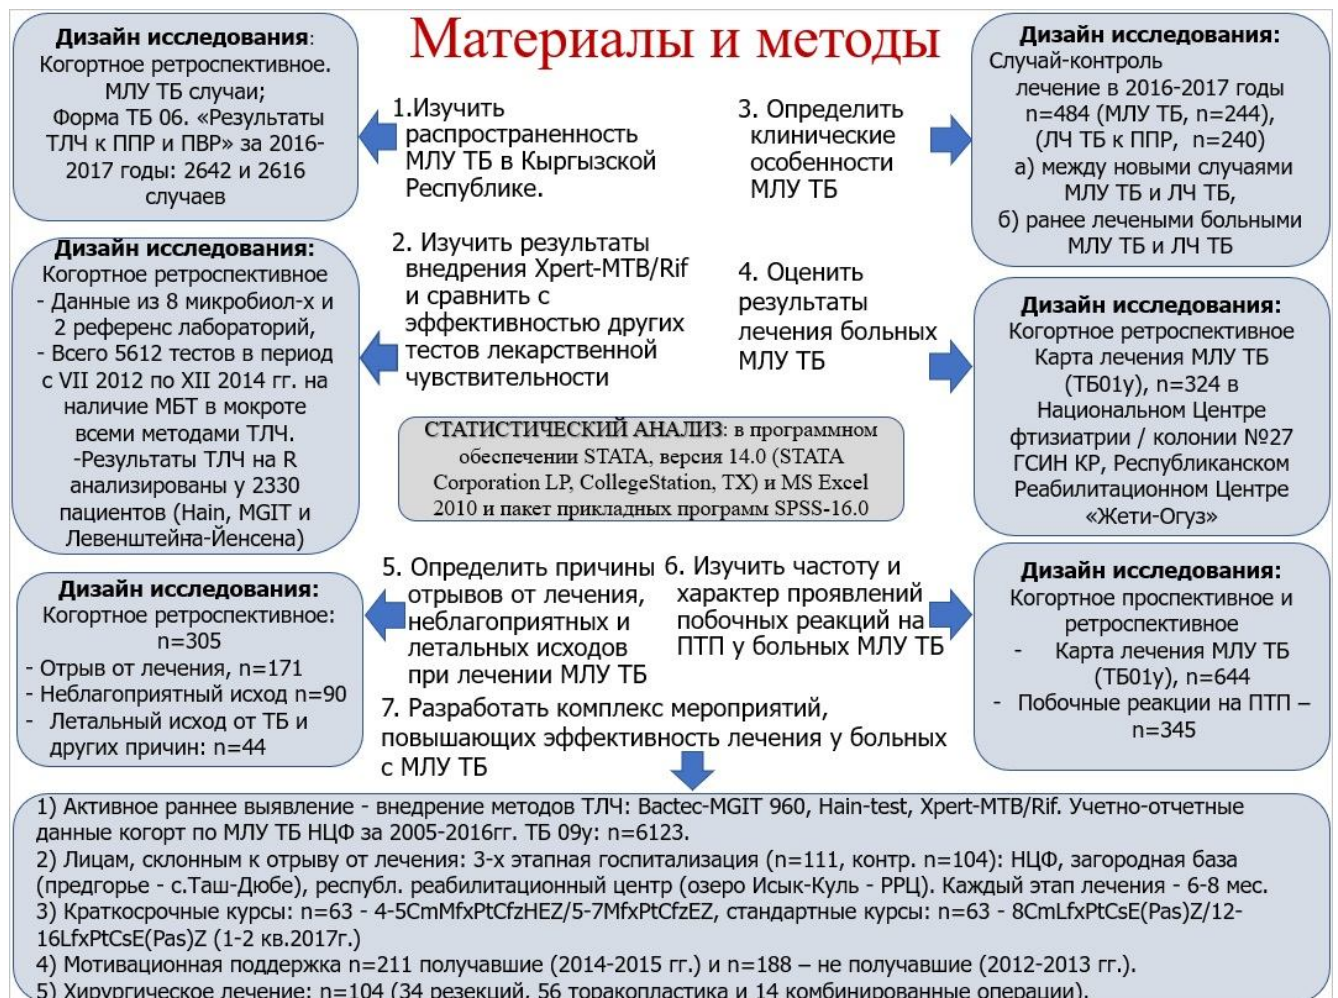 Материалы и методы
Дизайн исследования:
Когортное ретроспективное.
МЛУ ТБ случаи;
Форма ТБ 06. «Результаты
ТЛЧ к ППР и ПВР» за 2016-
2017 годы: 2642 и 2616
случаев
1.Изучить
распространенность
МЛУ ТБ в Кыргызской
Республике.
3. Определить
клинические
особенности
МЛУ ТБ
Дизайн исследования:
Случай-контроль
лечение в 2016-2017 годы
n=484 (МЛУ ТБ, n=244),
(ЛЧ ТБ к ППР, n=240)
а) между новыми случаями
МЛУ ТБ и ЛЧ ТБ,
б) ранее лечеными больными
МЛУ ТБ и ЛЧ ТБ
Дизайн исследования:
Когортное ретроспективное
- Данные из 8 микробиол-х и
2 референс лабораторий,
- Всего 5612 тестов в период
с VII 2012 по XII 2014 гг. на
наличие МБТ в мокроте
всеми методами ТЛЧ.
-Результаты ТЛЧ на R
анализированы у 2330
пациентов (Hain, MGIT и
Левенштейна-Йенсена)
2. Изучить результаты
внедрения Xpert-MTB/Rif
и сравнить с
эффективностью других
тестов лекарственной
чувствительности
4. Оценить
результаты
лечения больных
МЛУ ТБ
Дизайн исследования:
Когортное ретроспективное
Карта лечения МЛУ ТБ
(ТБ01у), n=324 в
Национальном Центре
фтизиатрии / колонии №27
ГСИН КР, Республиканском
Реабилитационном Центре
«Жети-Огуз»
СТАТИСТИЧЕСКИЙ АНАЛИЗ: в программном
обеспечении STATA, версия 14.0 (STATA
Corporation LP, CollegeStation, TX) и MS Excel
2010 и пакет прикладных программ SPSS-16.0
Дизайн исследования:
Когортное ретроспективное:
n=305
- Отрыв от лечения, n=171
- Неблагоприятный исход n=90
- Летальный исход от ТБ и
других причин: n=44
5. Определить причины
отрывов от лечения,
неблагоприятных и
летальных исходов
при лечении МЛУ ТБ
6. Изучить частоту и
характер проявлений
побочных реакций на
ПТП у больных МЛУ ТБ
Дизайн исследования:
Когортное проспективное и
ретроспективное
- Карта лечения МЛУ ТБ
(ТБ01у), n=644
- Побочные реакции на ПТП –
n=345
7. Разработать комплекс мероприятий,
повышающих эффективность лечения у больных
с МЛУ ТБ
1) Активное раннее выявление - внедрение методов ТЛЧ: Bactec-MGIT 960, Hain-test, Xpert-MTB/Rif. Учетно-отчетные
данные когорт по МЛУ ТБ НЦФ за 2005-2016гг. ТБ 09у: n=6123.
2) Лицам, склонным к отрыву от лечения: 3-х этапная госпитализация (n=111, контр. n=104): НЦФ, загородная база
(предгорье - с.Таш-Дюбе), республ. реабилитационный центр (озеро Исык-Куль - РРЦ). Каждый этап лечения - 6-8 мес.
3) Краткосрочные курсы: n=63 - 4-5CmMfxPtCfzHEZ/5-7MfxPtCfzEZ, стандартные курсы: n=63 - 8CmLfxPtCsE(Pas)Z/12-
16LfxPtCsE(Pas)Z (1-2 кв.2017г.)
4) Мотивационная поддержка n=211 получавшие (2014-2015 гг.) и n=188 – не получавшие (2012-2013 гг.).
5) Хирургическое лечение: n=104 (34 резекций, 56 торакопластика и 14 комбинированные операции).